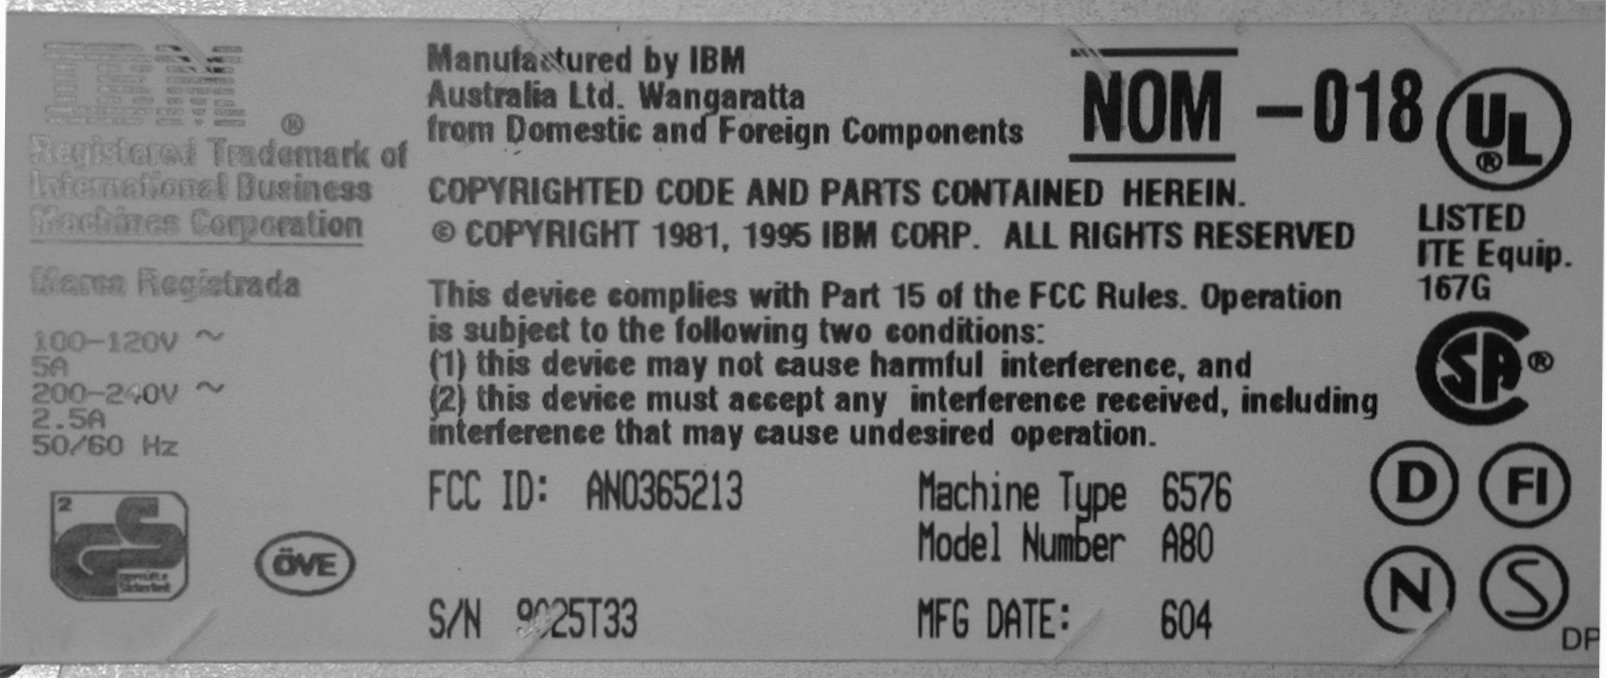 IBM
®
Registered Trademark of
International Business
Machines Corporation
Marca Registrada
100-120V ~
5A
200-240V ~
2.5A
50/60 Hz
2
geprüfte
Sicherheit
ÖVE
Manufactured by IBM
Australia Ltd. Wangaratta
from Domestic and Foreign Components
COPYRIGHTED CODE AND PARTS CONTAINED HEREIN.
© COPYRIGHT 1981, 1995 IBM CORP. ALL RIGHTS RESERVED
This device complies with Part 15 of the FCC Rules. Operation
is subject to the following two conditions:
(1) this device may not cause harmful interference, and
(2) this device must accept any interference received, including
interference that may cause undesired operation.
FCC ID: ANO365213
Machine Type 6576
Model Number A80
S/N 9025T33
MFG DATE: 604
NOM -018
UL
®
LISTED
ITE Equip.
167G
SA ®
D FI
N S
DP